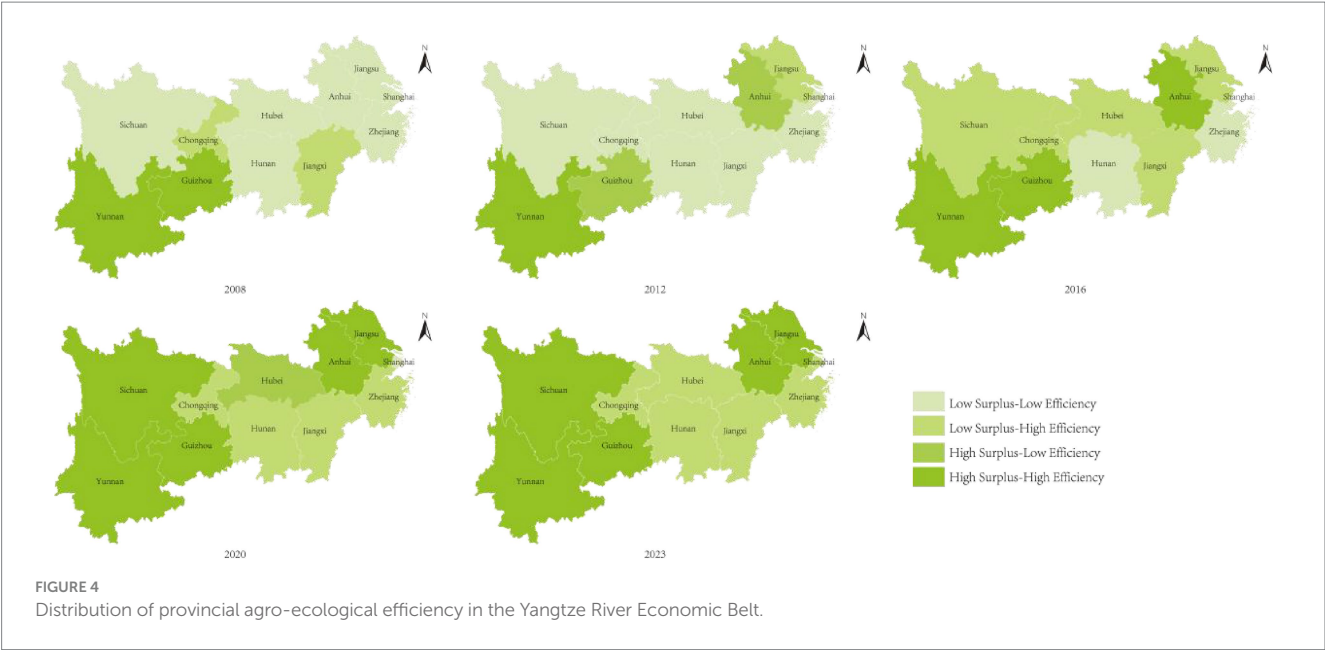 N
Jiangsu
Anhui
Shanghai
Hubei
Sichuan
Zhejiang
Chongqing
Hunan
Jiangxi
Guizhou
Yunnan
2008
N
Jiangsu
Anhui
Shanghai
Hubei
Sichuan
Zhejiang
Chongqing
Hunan
Jiangxi
Guizhou
Yunnan
2012
N
Jiangsu
Anhui
Shanghai
Hubei
Sichuan
Zhejiang
Chongqing
Hunan
Jiangxi
Guizhou
Yunnan
2016
N
Jiangsu
Anhui
Shanghai
Hubei
Sichuan
Zhejiang
Chongqing
Hunan
Jiangxi
Guizhou
Yunnan
2020
N
Jiangsu
Anhui
Shanghai
Hubei
Sichuan
Zhejiang
Chongqing
Hunan
Jiangxi
Guizhou
Yunnan
2023
Low Surplus-Low Efficiency
Low Surplus-High Efficiency
High Surplus-Low Efficiency
High Surplus-High Efficiency
FIGURE 4
Distribution of provincial agro-ecological efficiency in the Yangtze River Economic Belt.